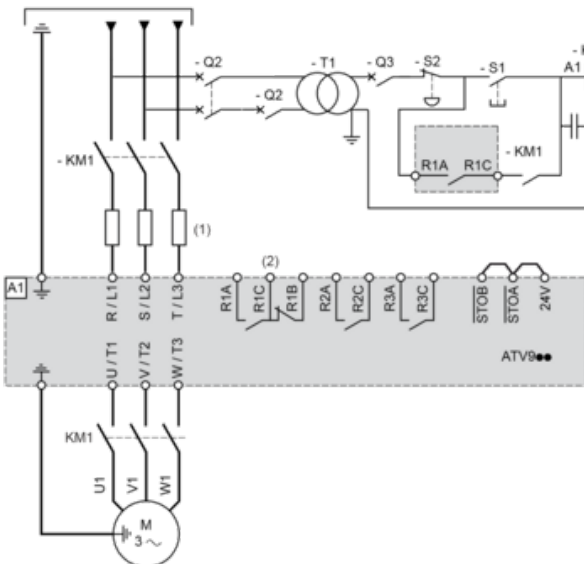 - Q2
- T1
- Q3
- S2
- S1
- K
A1
- Q2
- KM1
R1A
R1C
- KM1
(1)
(2)
A1
R / L1
S / L2
T / L3
R1A
R1C
R1B
R2A
R2C
R3A
R3C
STOB
STOA
24V
U / T1
V / T2
W / T3
ATV9●●
KM1
U1
V1
W1
M
3 ~